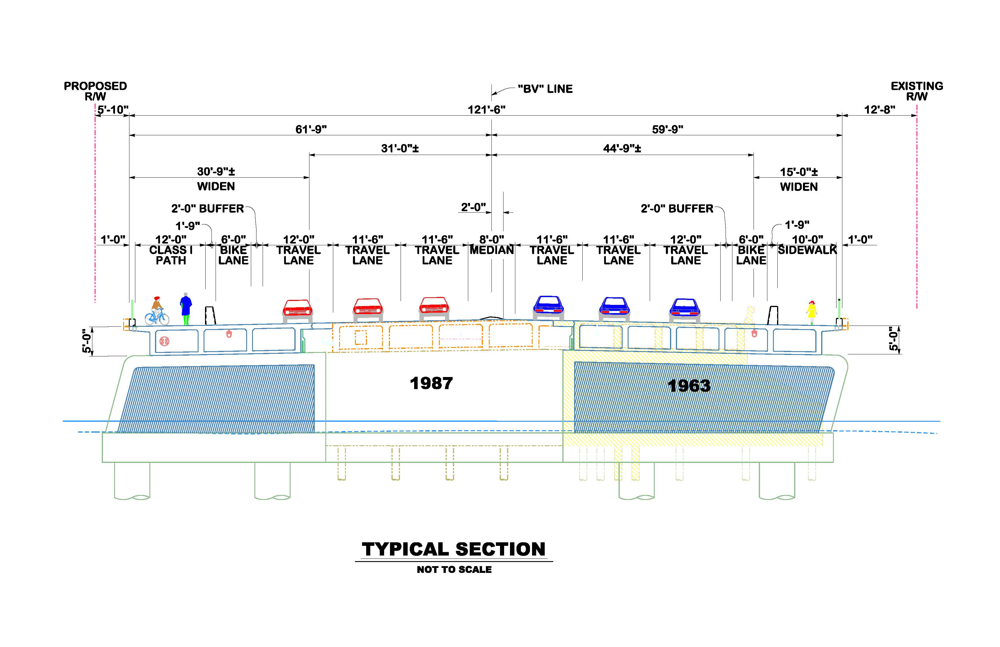 PROPOSED
R/W
EXISTING
R/W
"BV" LINE
5'-10"
121'-6"
12'-8"
61'-9"
59'-9"
31'-0"±
44'-9"±
30'-9"±
WIDEN
15'-0"±
WIDEN
2'-0" BUFFER
2'-0"
2'-0" BUFFER
1'-9"
1'-9"
1'-0"
12'-0"
CLASS I
PATH
6'-0"
BIKE
LANE
12'-0"
TRAVEL
LANE
11'-6"
TRAVEL
LANE
11'-6"
TRAVEL
LANE
8'-0"
MEDIAN
11'-6"
TRAVEL
LANE
11'-6"
TRAVEL
LANE
12'-0"
TRAVEL
LANE
6'-0"
BIKE
LANE
10'-0"
SIDEWALK
1'-0"
5'-0"
5'-0"
1987
1963
TYPICAL SECTION
NOT TO SCALE